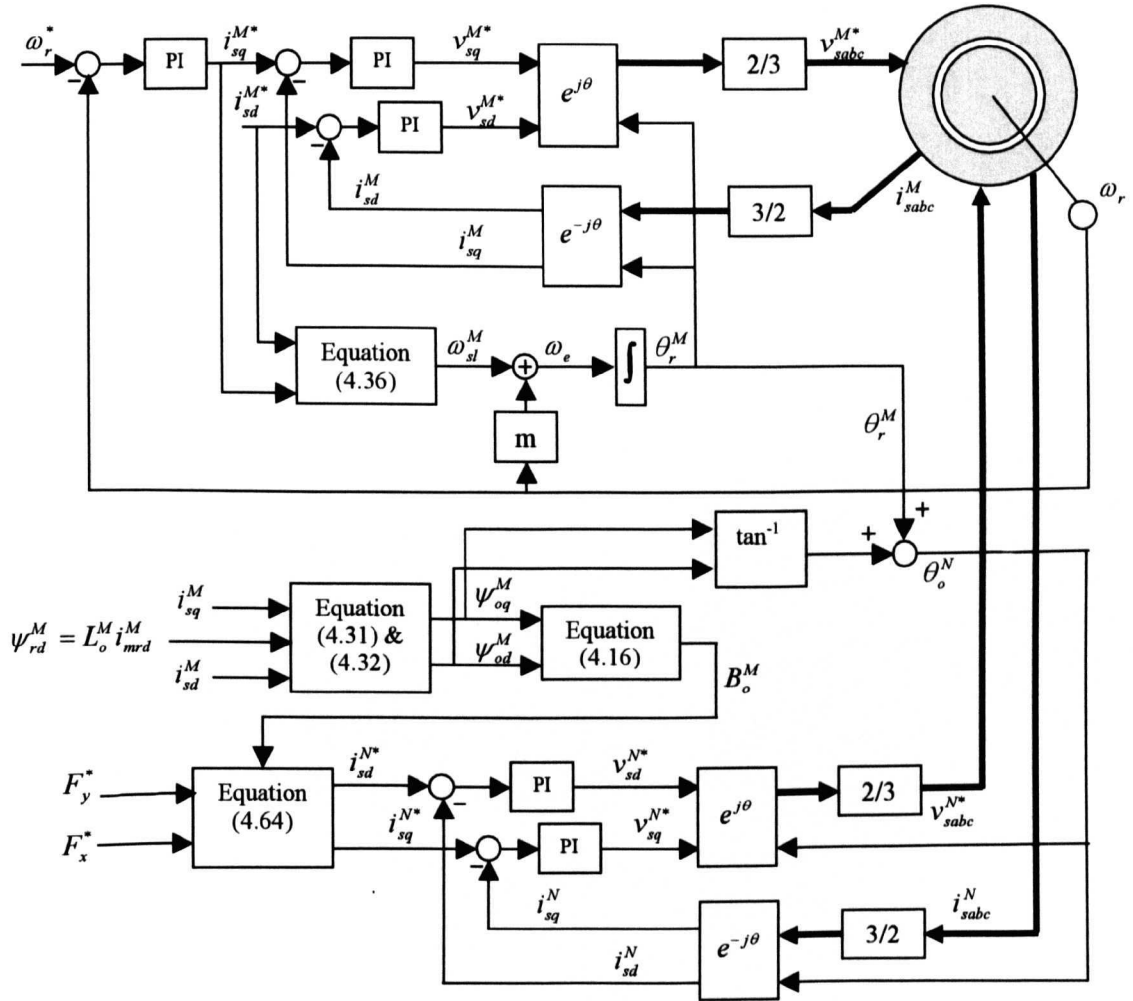 ω_r^* PI i_sq^{M*} PI v_sq^{M*} e^{jθ} 2/3 v_sabc^{M*}
-
-
i_sd^{M*} PI v_sd^{M*}
-
i_sd^M e^{-jθ} 3/2 i_sabc^M ω_r
i_sq^M
Equation
(4.36)
ω_sl^M + ω_e ∫ θ_r^M
m
θ_r^M
+
tan^{-1} + θ_o^N
i_sq^M
ψ_rd^M = L_o^M i_mrd^M
i_sd^M
Equation
(4.31) &
(4.32)
ψ_oq^M
ψ_od^M
Equation
(4.16)
B_o^M
F_y^*
F_x^*
Equation
(4.64)
i_sd^{N*} - PI v_sd^{N*} e^{jθ} 2/3 v_sabc^{N*}
i_sq^{N*} - PI v_sq^{N*}
i_sq^N e^{-jθ} 3/2 i_sabc^N
i_sd^N